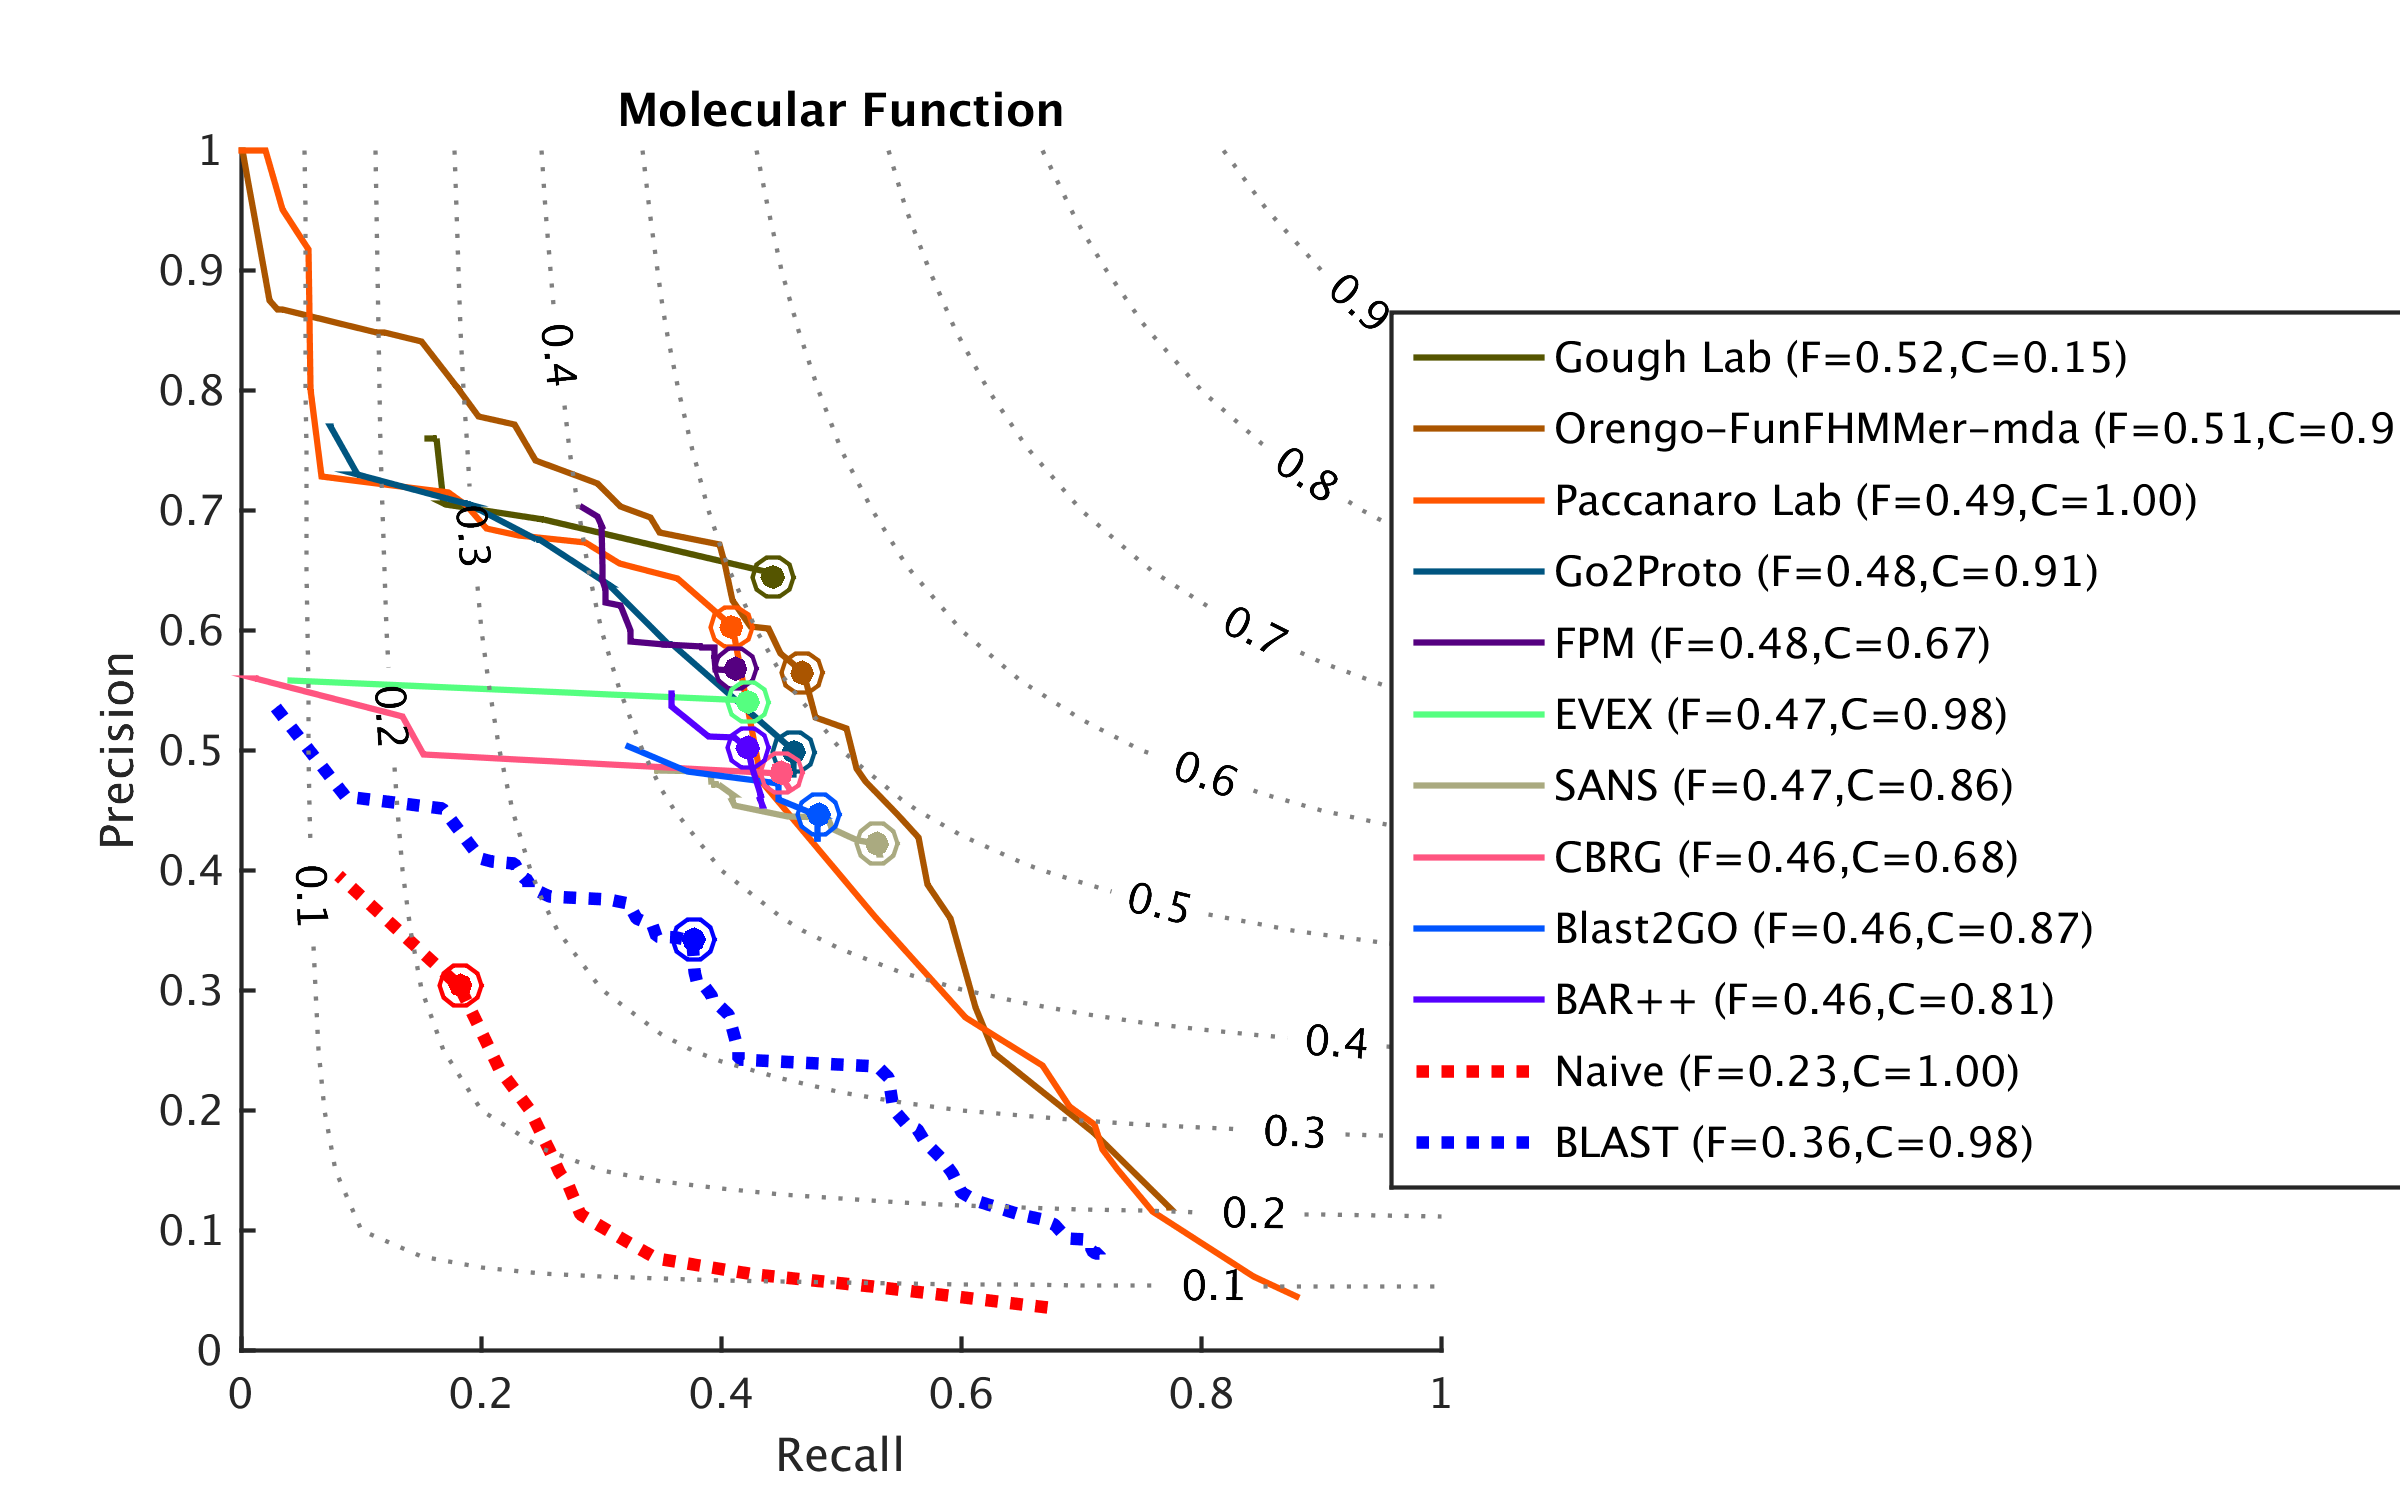 Molecular Function
1
0.9
0.8
0.7
0.6
0.5
0.4
0.3
0.2
0.1
0
Precision
0 0.2 0.4 0.6 0.8 1
Recall
0.4
0.3
0.2
0.1
0.9
0.8
0.7
0.6
0.5
0.4
0.3
0.2
0.1
Gough Lab (F=0.52,C=0.15)
Orengo-FunFHMMer-mda (F=0.51,C=0.9
Paccanaro Lab (F=0.49,C=1.00)
Go2Proto (F=0.48,C=0.91)
FPM (F=0.48,C=0.67)
EVEX (F=0.47,C=0.98)
SANS (F=0.47,C=0.86)
CBRG (F=0.46,C=0.68)
Blast2GO (F=0.46,C=0.87)
BAR++ (F=0.46,C=0.81)
Naive (F=0.23,C=1.00)
BLAST (F=0.36,C=0.98)